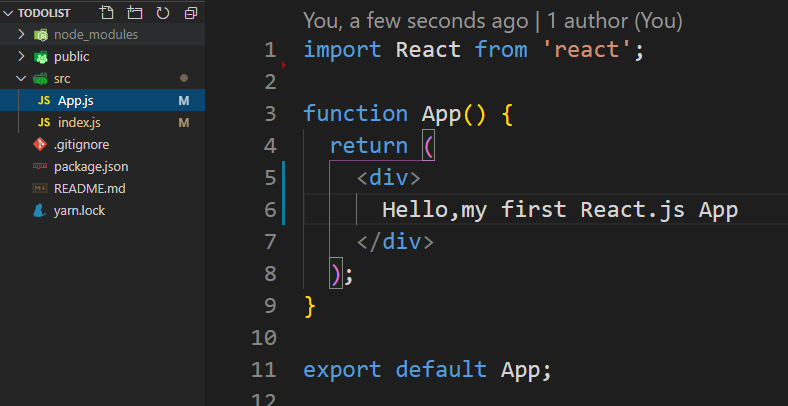 TODOLIST
node_modules
public
src
JS App.js M
JS index.js M
.gitignore
package.json
README.md
yarn.lock
You, a few seconds ago | 1 author (You)
1 import React from 'react';
2
3 function App() {
4 return (
5 <div>
6 Hello,my first React.js App
7 </div>
8 );
9 }
10
11 export default App;
12